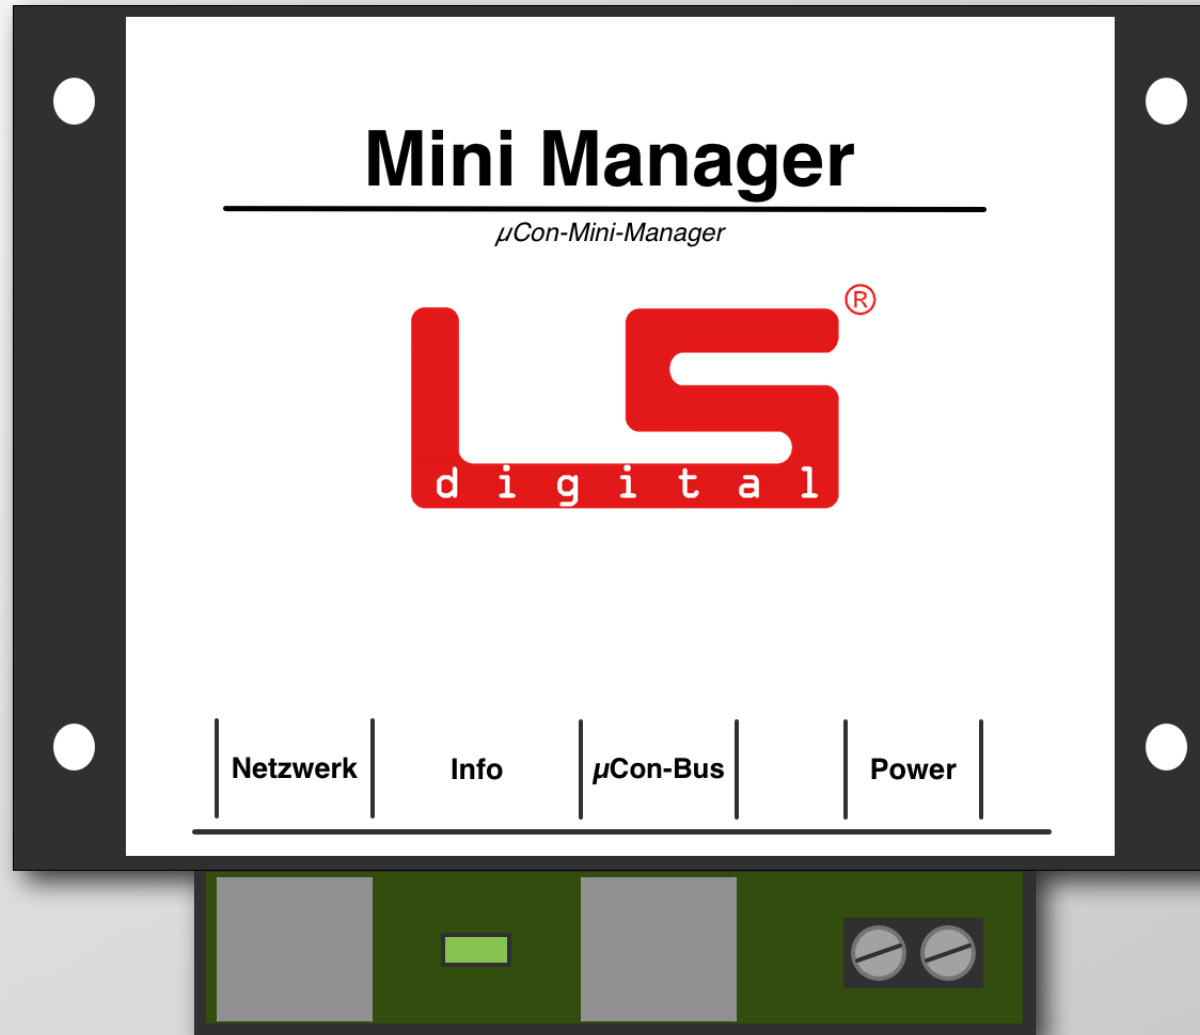 Mini Manager
µCon-Mini-Manager
LS®
digital
Netzwerk Info µCon-Bus Power